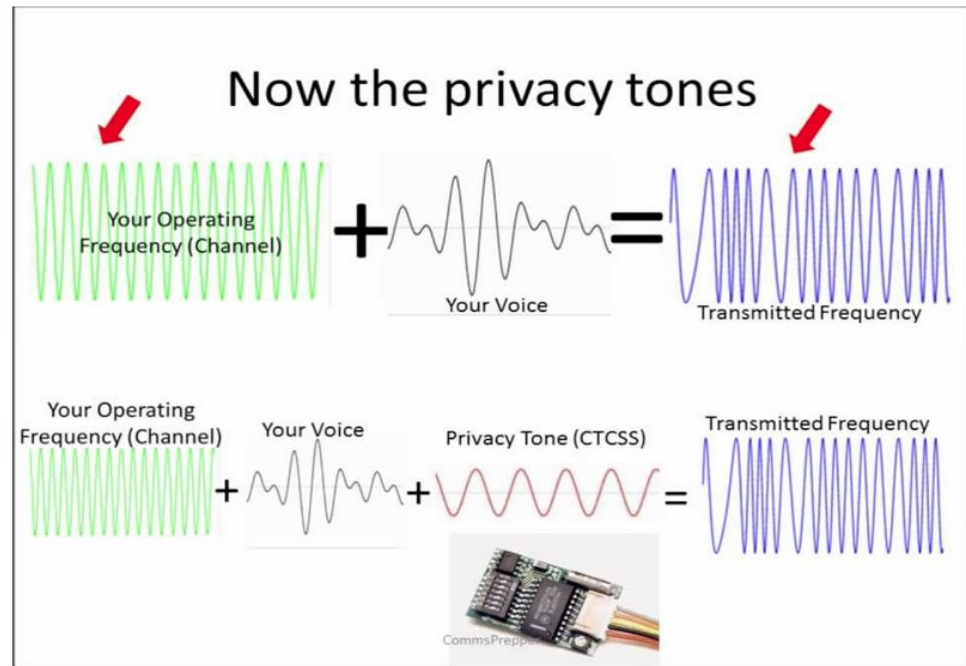 Now the privacy tones
Your Operating
Frequency (Channel)
+
=
Your Voice
Transmitted Frequency
Your Operating
Frequency (Channel)
Your Voice
Privacy Tone (CTCSS)
Transmitted Frequency
+
+
=